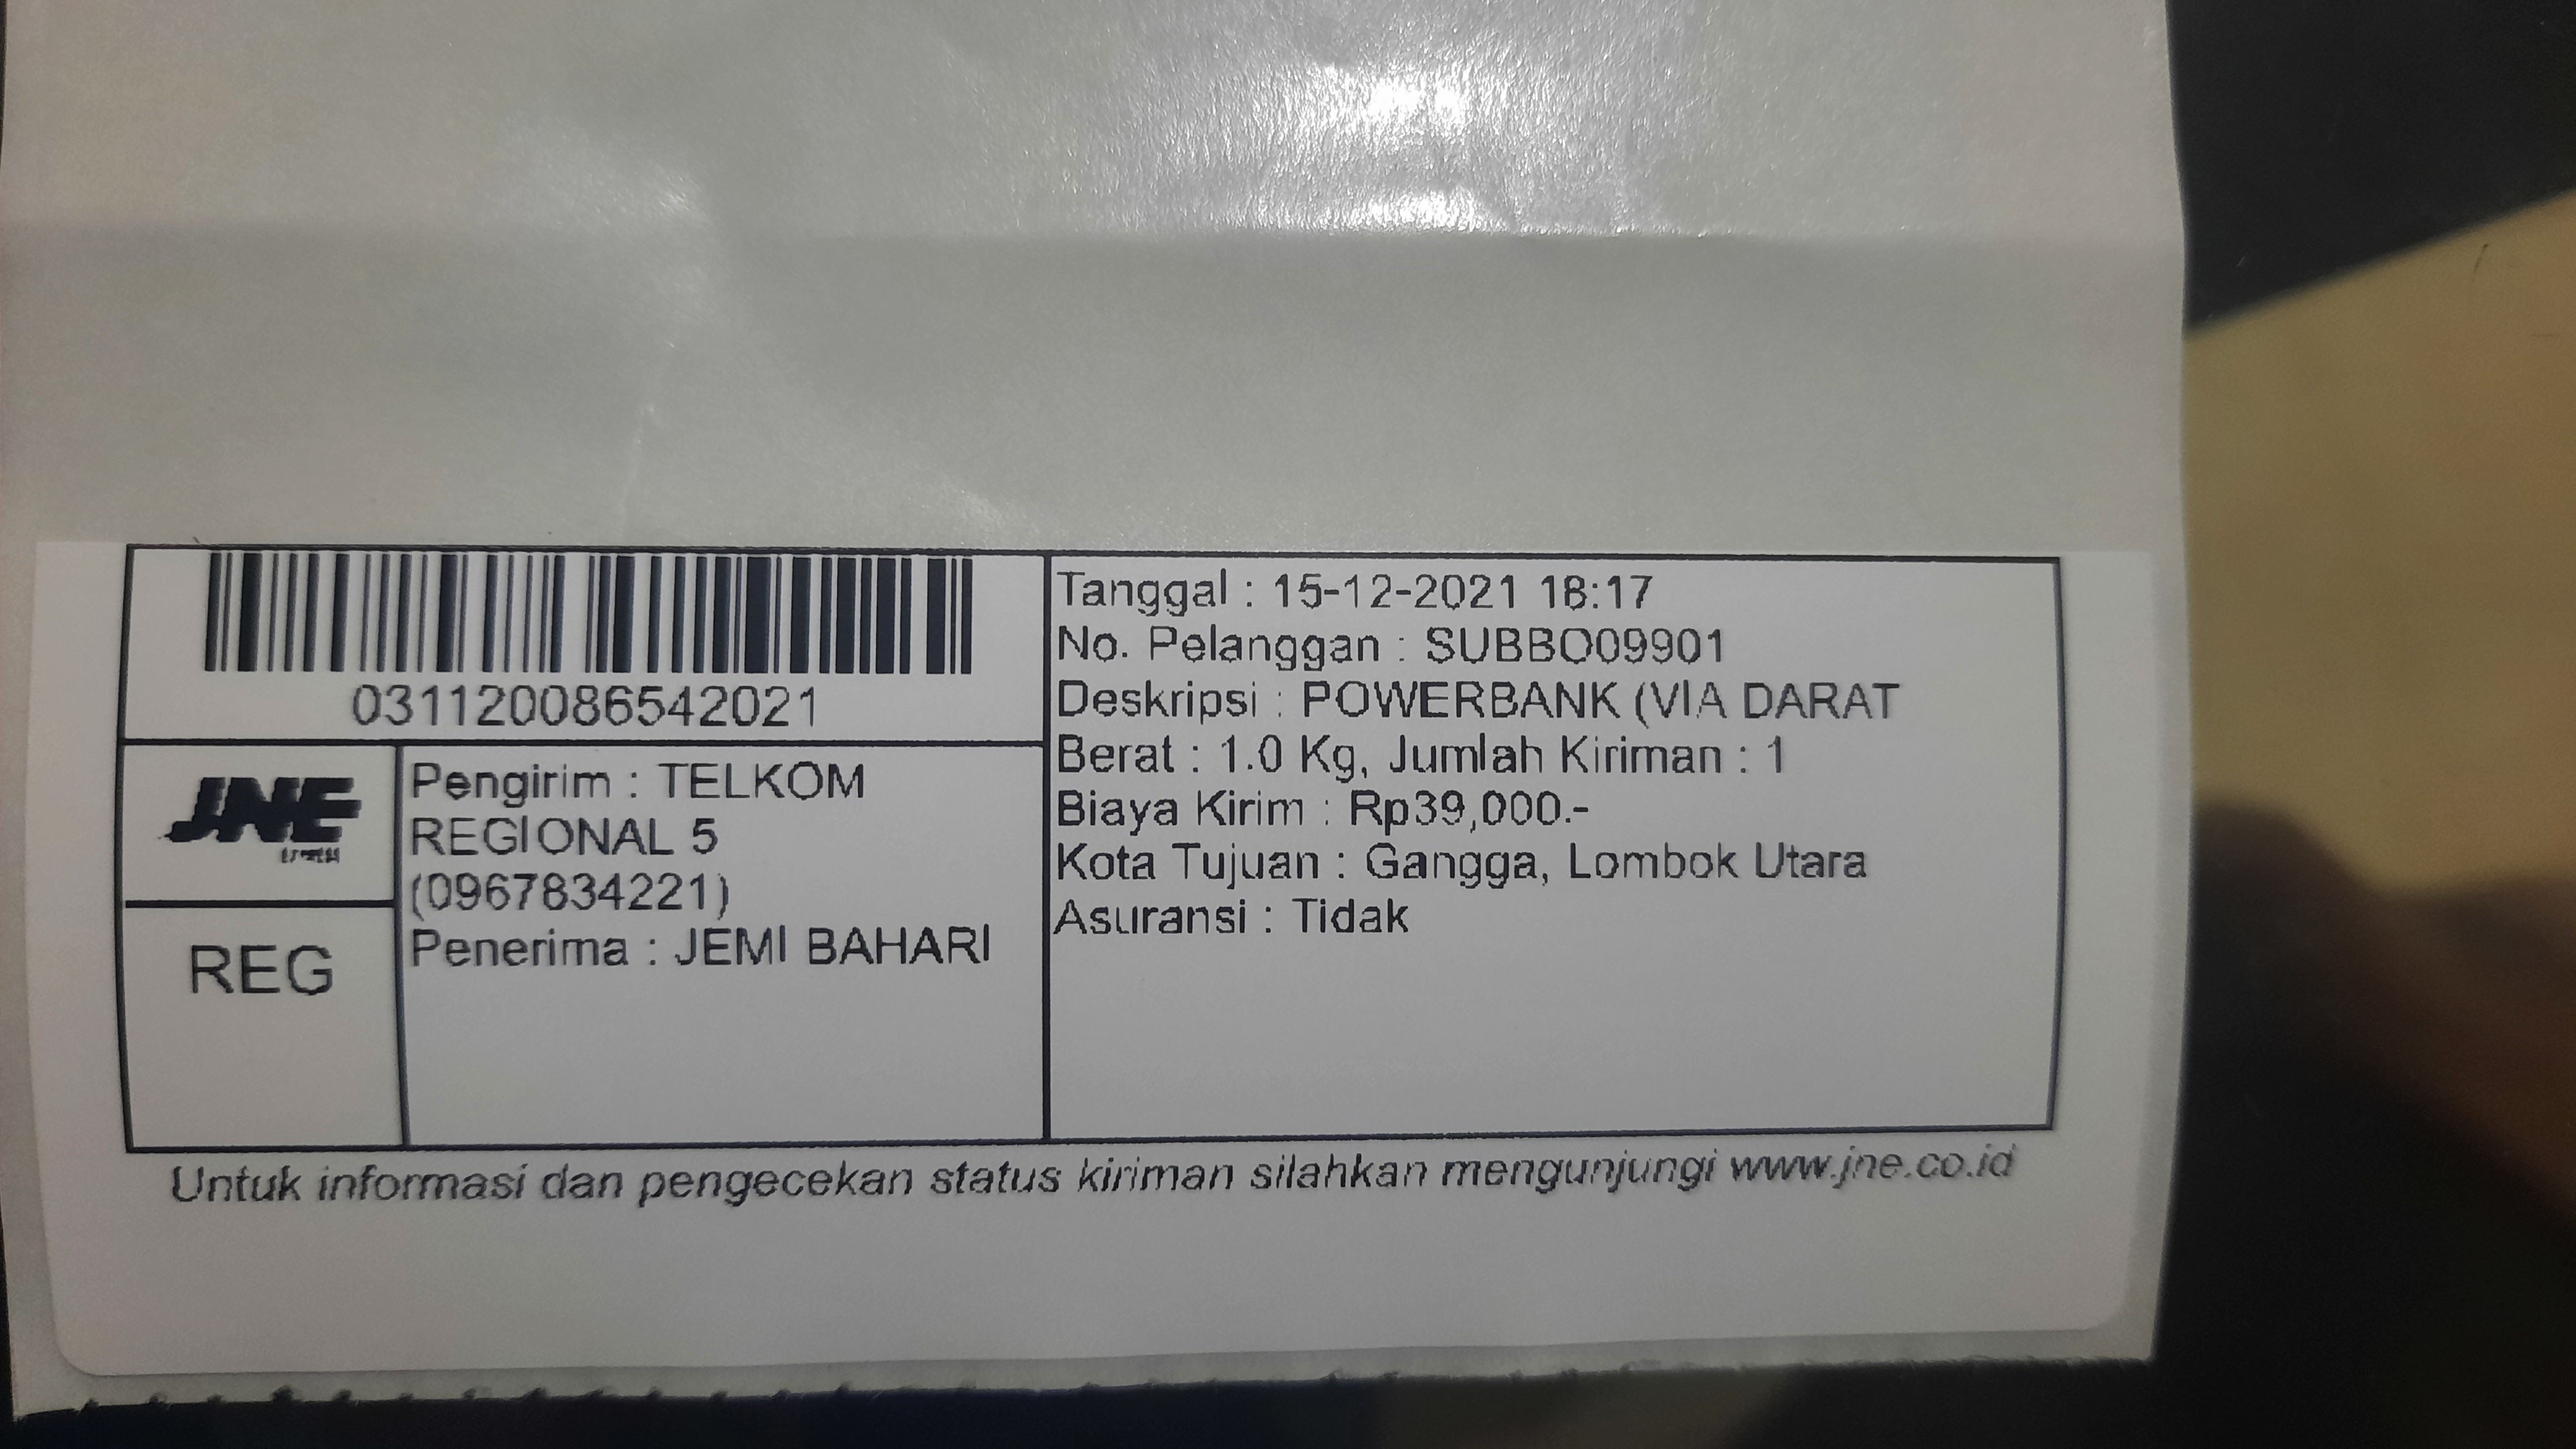 031120086542021
JNE
REG
Pengirim : TELKOM
REGIONAL 5
(0967834221)
Penerima : JEMI BAHARI
Tanggal : 15-12-2021 18:17
No. Pelanggan : SUBBO09901
Deskripsi : POWERBANK (VIA DARAT
Berat : 1.0 Kg, Jumlah Kiriman : 1
Biaya Kirim : Rp39,000.-
Kota Tujuan : Gangga, Lombok Utara
Asuransi : Tidak
Untuk informasi dan pengecekan status kiriman silahkan mengunjungi www.jne.co.id